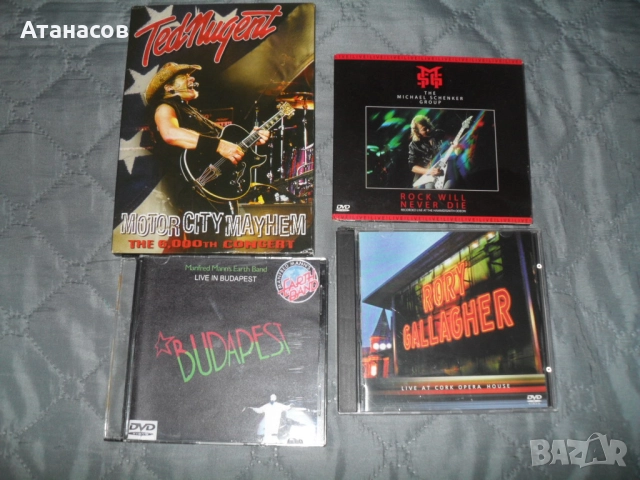 Атанасов
Ted Nugent
MOTOR CITY MAYHEM
THE 6,000TH CONCERT
MSG
THE
MICHAEL SCHENKER
GROUP
ROCK WILL
NEVER DIE
DVD
Manfred Mann's Earth Band
LIVE IN BUDAPEST
EARTH
BAND
BUDAPEST
DVD
RORY
GALLAGHER
LIVE AT CORK OPERA HOUSE
DVD
BAZAR